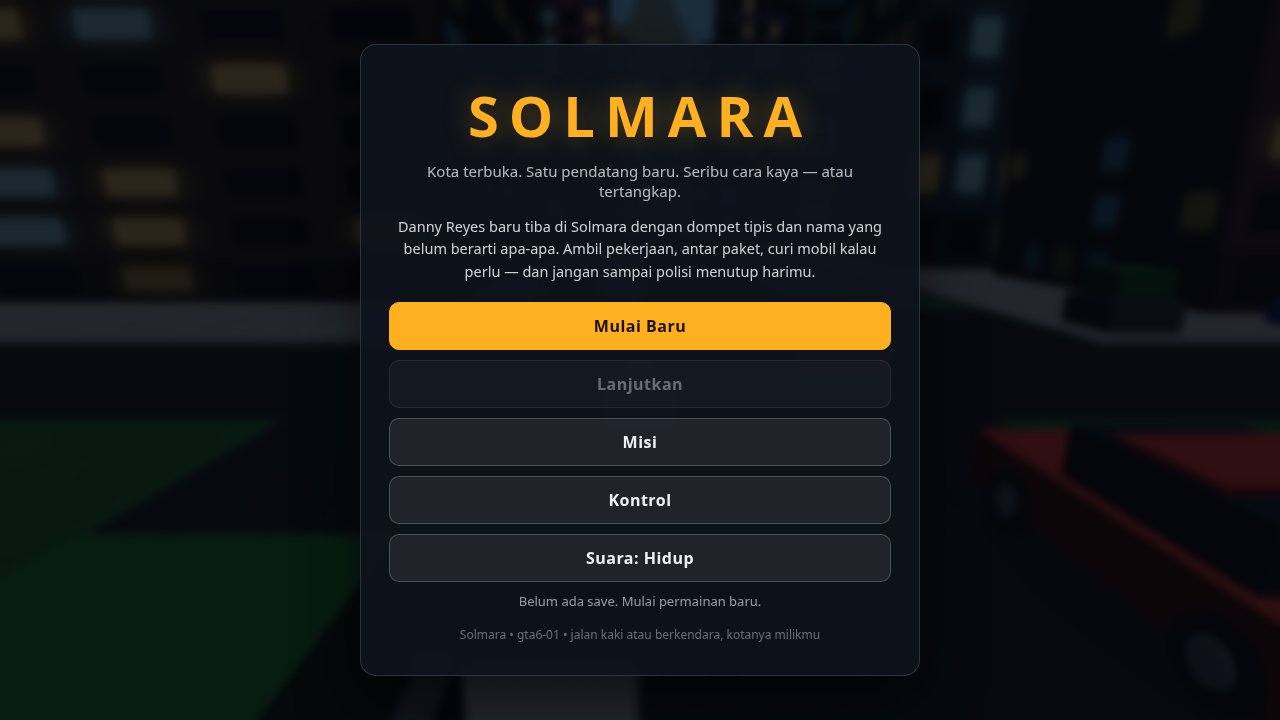 SOLMARA
Kota terbuka. Satu pendatang baru. Seribu cara kaya — atau
tertangkap.
Danny Reyes baru tiba di Solmara dengan dompet tipis dan nama yang
belum berarti apa-apa. Ambil pekerjaan, antar paket, curi mobil kalau
perlu — dan jangan sampai polisi menutup harimu.
Mulai Baru
Lanjutkan
Misi
Kontrol
Suara: Hidup
Belum ada save. Mulai permainan baru.
Solmara • gta6-01 • jalan kaki atau berkendara, kotanya milikmu